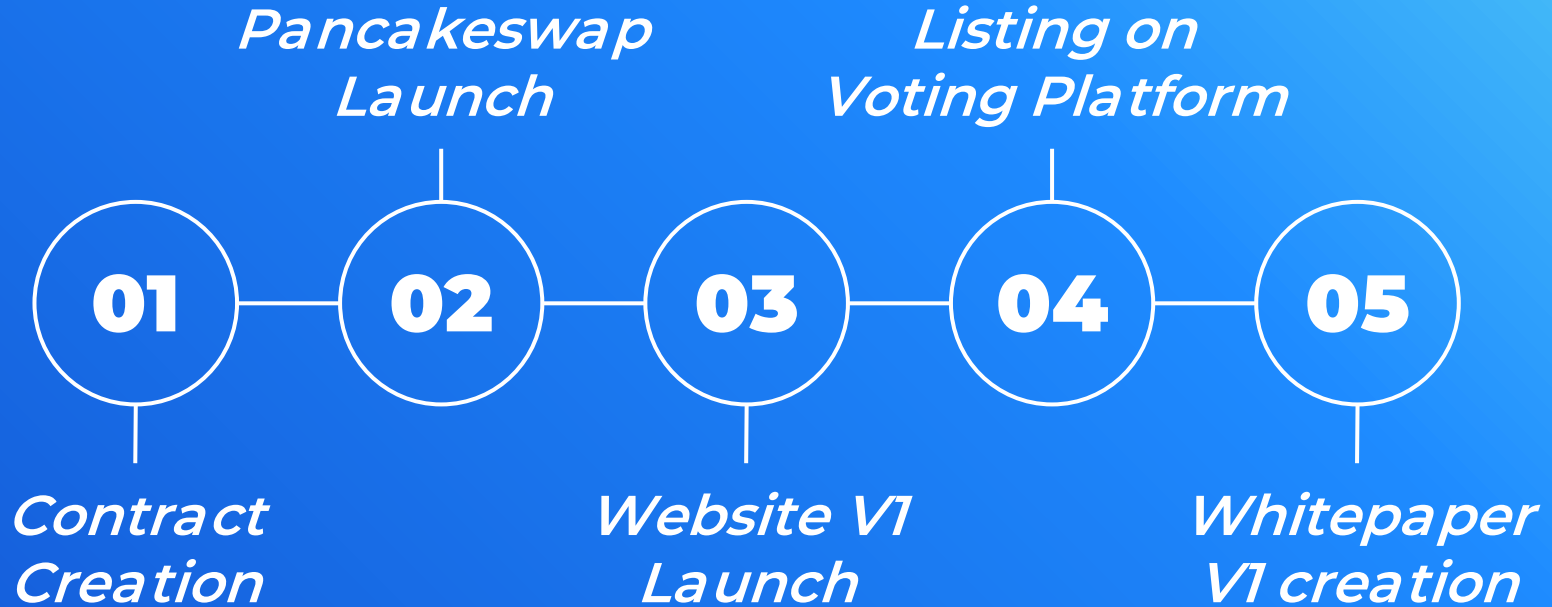 Pancakeswap
Launch
Listing on
Voting Platform
01
02
03
04
05
Contract
Creation
Website V1
Launch
Whitepaper
V1 creation